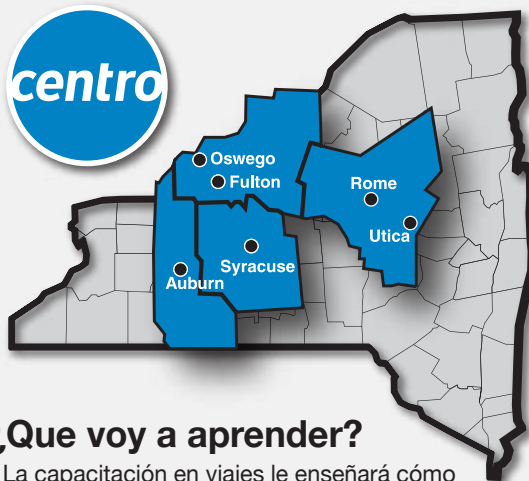 centro
Oswego
Fulton
Rome
Utica
Syracuse
Auburn
¿Que voy a aprender?
La capacitación en viajes le enseñará cómo